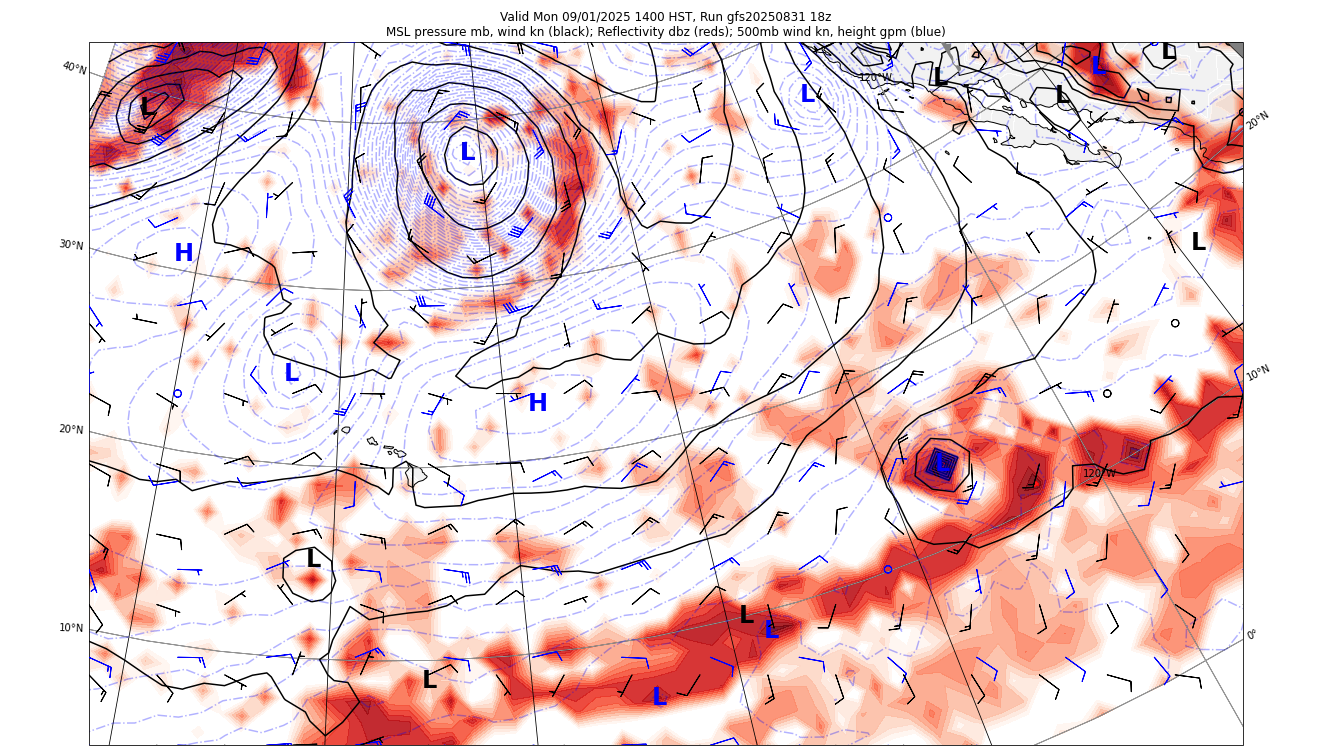 Valid Mon 09/01/2025 1400 HST, Run gfs20250831 18z
MSL pressure mb, wind kn (black); Reflectivity dbz (reds); 500mb wind kn, height gpm (blue)
40°N
120°W
L
L
L
L
L
L
L
L
20°N
30°N
H
L
L
H
10°N
20°N
L
120°W
L
10°N
L
L
0°
L
L